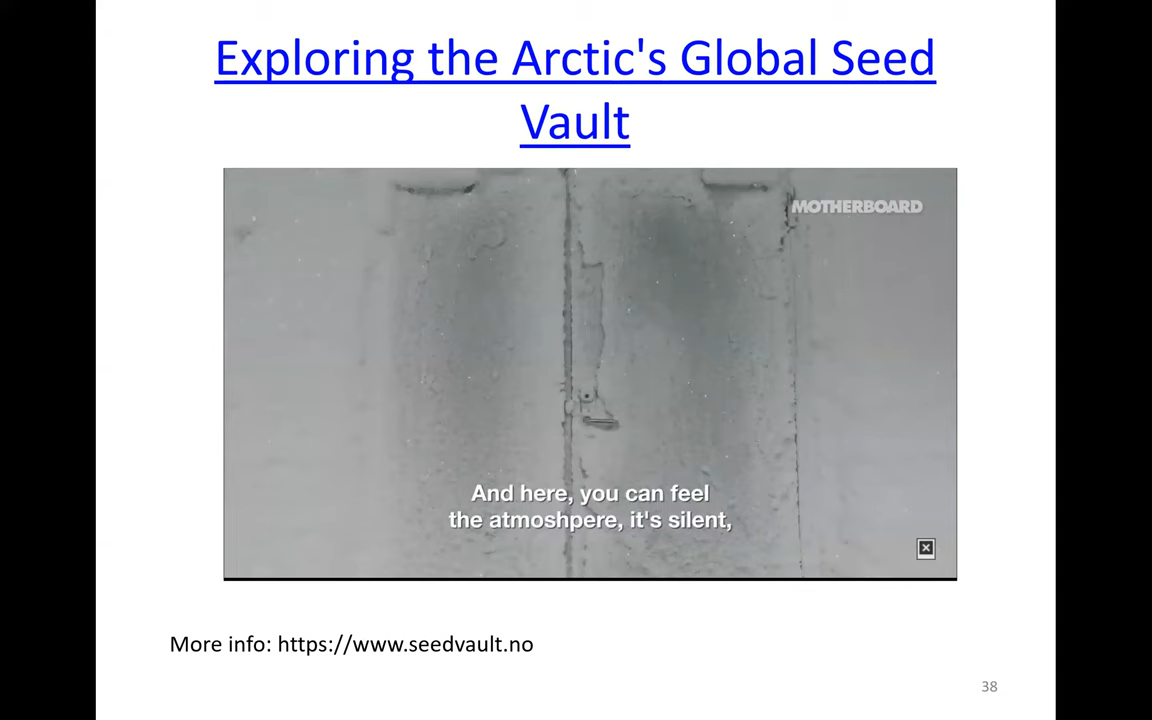 Exploring the Arctic's Global Seed
Vault
MOTHERBOARD
And here, you can feel
the atmoshpere, it's silent,
More info: https://www.seedvault.no
38